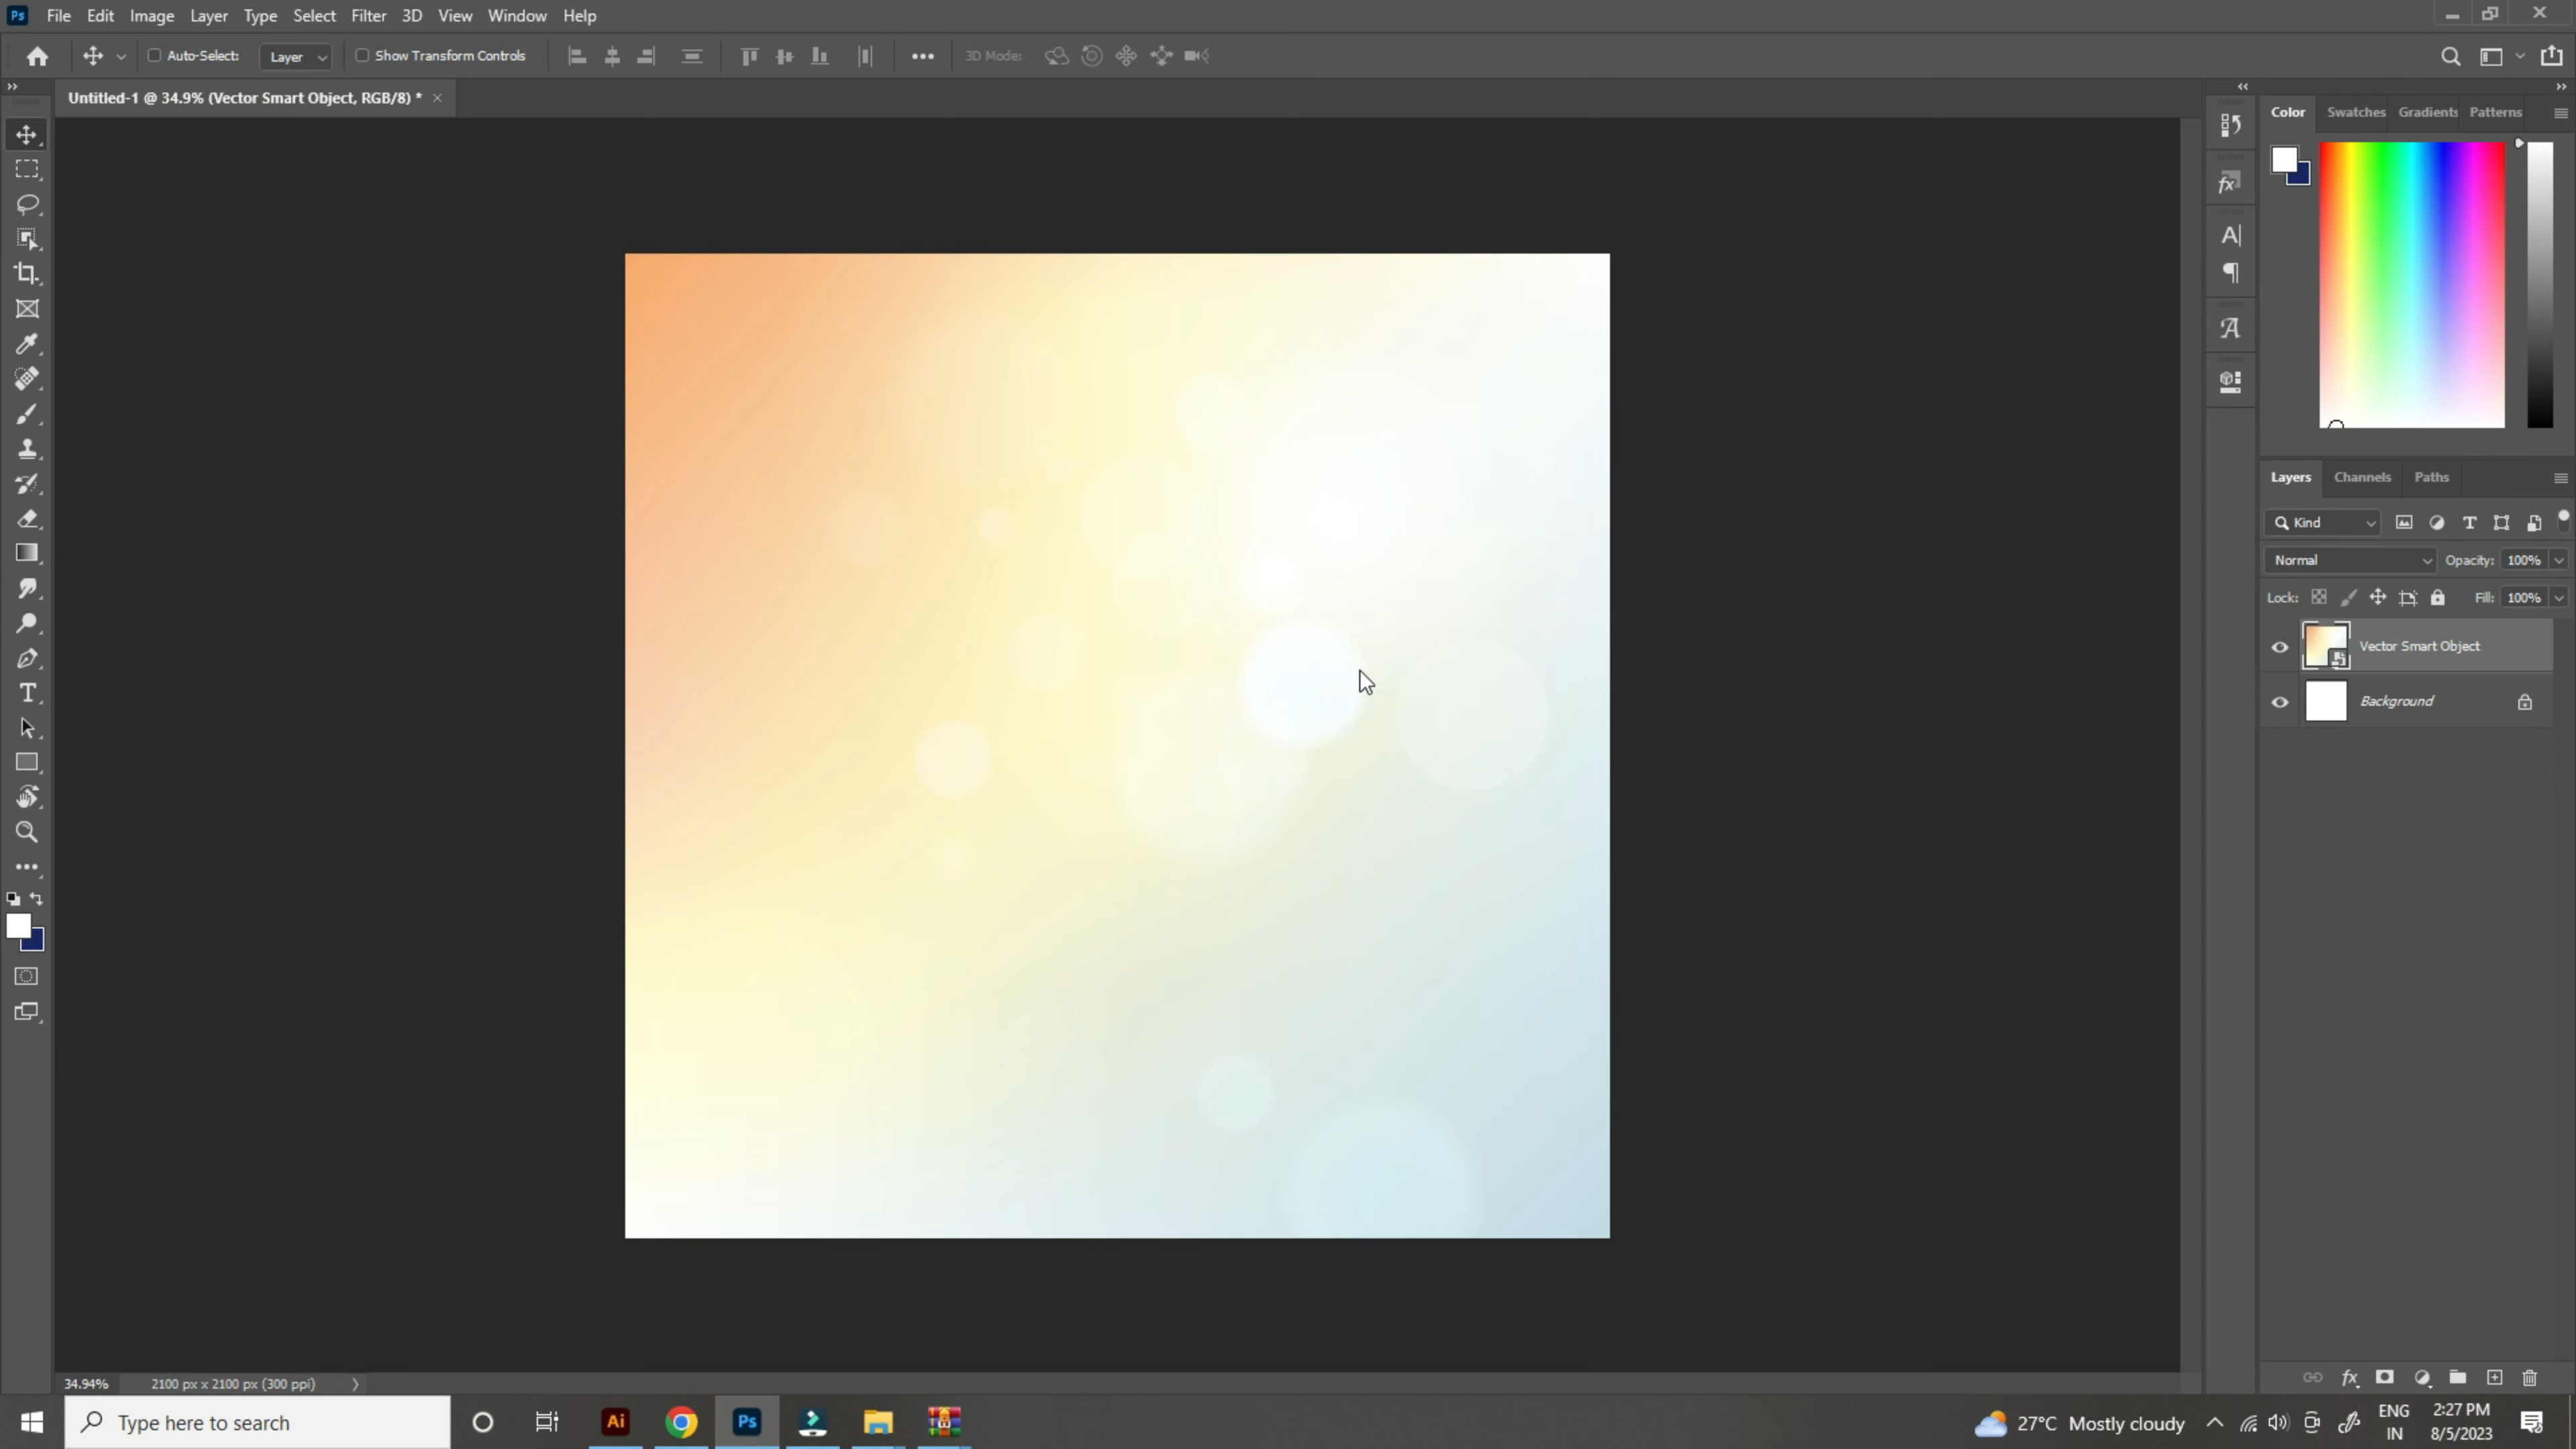 Ps File Edit Image Layer Type Select Filter 3D View Window Help
Auto-Select: Layer Show Transform Controls 3D Mode:
Untitled-1 @ 34.9% (Vector Smart Object, RGB/8) *
Color Swatches Gradients Patterns
Layers Channels Paths
Kind
Normal Opacity: 100%
Lock: Fill: 100%
Vector Smart Object
Background
34.94% 2100 px x 2100 px (300 ppi)
Type here to search
Ai
Ps
27°C Mostly cloudy
ENG
IN
2:27 PM
8/5/2023